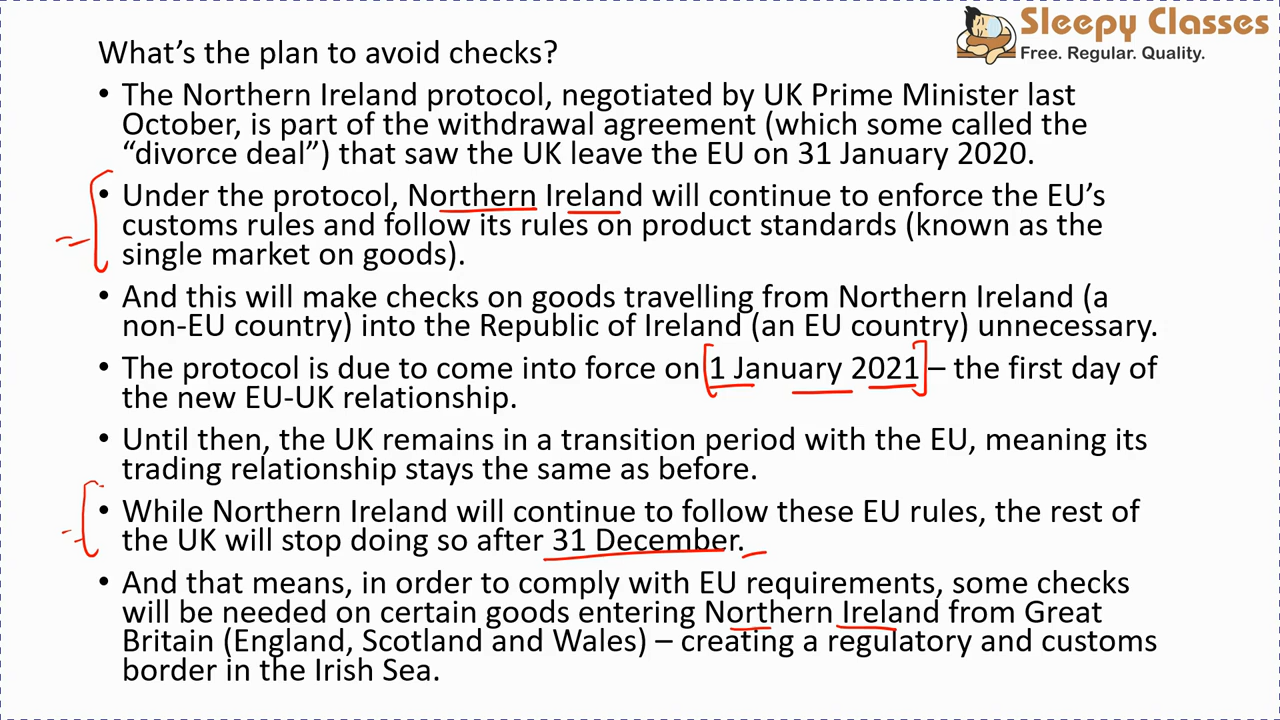 Sleepy Classes
Free. Regular. Quality.
What’s the plan to avoid checks?
• The Northern Ireland protocol, negotiated by UK Prime Minister last
October, is part of the withdrawal agreement (which some called the
“divorce deal”) that saw the UK leave the EU on 31 January 2020.
• Under the protocol, Northern Ireland will continue to enforce the EU’s
customs rules and follow its rules on product standards (known as the
single market on goods).
• And this will make checks on goods travelling from Northern Ireland (a
non-EU country) into the Republic of Ireland (an EU country) unnecessary.
• The protocol is due to come into force on 1 January 2021 – the first day of
the new EU-UK relationship.
• Until then, the UK remains in a transition period with the EU, meaning its
trading relationship stays the same as before.
• While Northern Ireland will continue to follow these EU rules, the rest of
the UK will stop doing so after 31 December.
• And that means, in order to comply with EU requirements, some checks
will be needed on certain goods entering Northern Ireland from Great
Britain (England, Scotland and Wales) – creating a regulatory and customs
border in the Irish Sea.